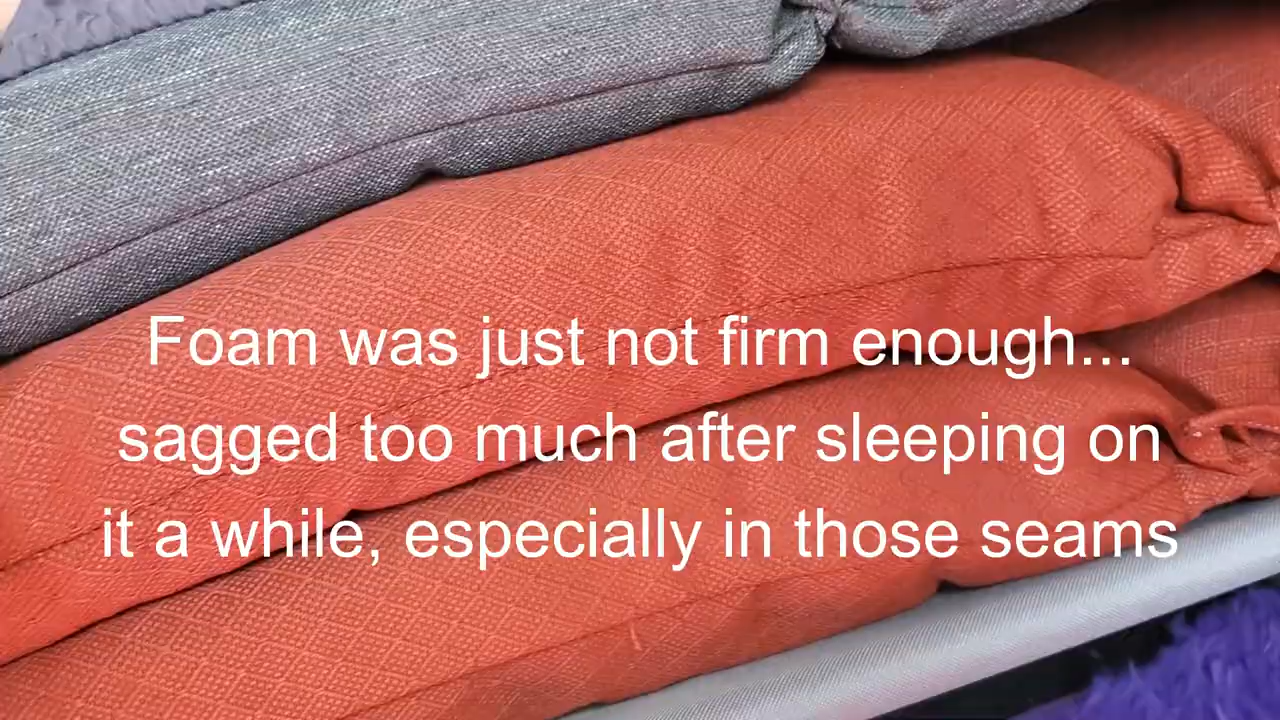 Foam was just not firm enough...
sagged too much after sleeping on
it a while, especially in those seams